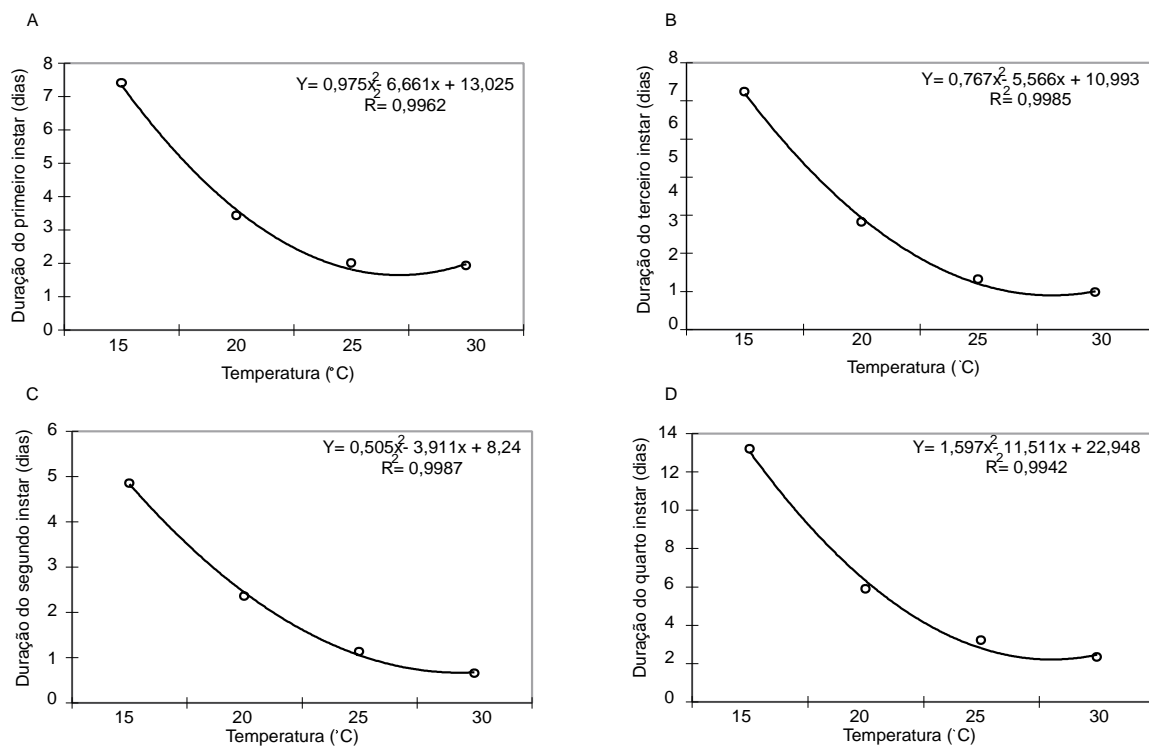 A
Y= 0,975x²- 6,661x + 13,025
R²= 0,9962
Duração do primeiro instar (dias)
8
7
6
5
4
3
2
1
0
15 20 25 30
Temperatura (°C)
B
Y= 0,767x²- 5,566x + 10,993
R²= 0,9985
Duração do terceiro instar (dias)
8
7
6
5
4
3
2
1
0
15 20 25 30
Temperatura (˙C)
C
Y= 0,505x²- 3,911x + 8,24
R²= 0,9987
Duração do segundo instar (dias)
6
5
4
3
2
1
0
15 20 25 30
Temperatura (˙C)
D
Y= 1,597x²- 11,511x + 22,948
R²= 0,9942
Duração do quarto instar (dias)
14
12
10
8
6
4
2
0
15 20 25 30
Temperatura (˙C)